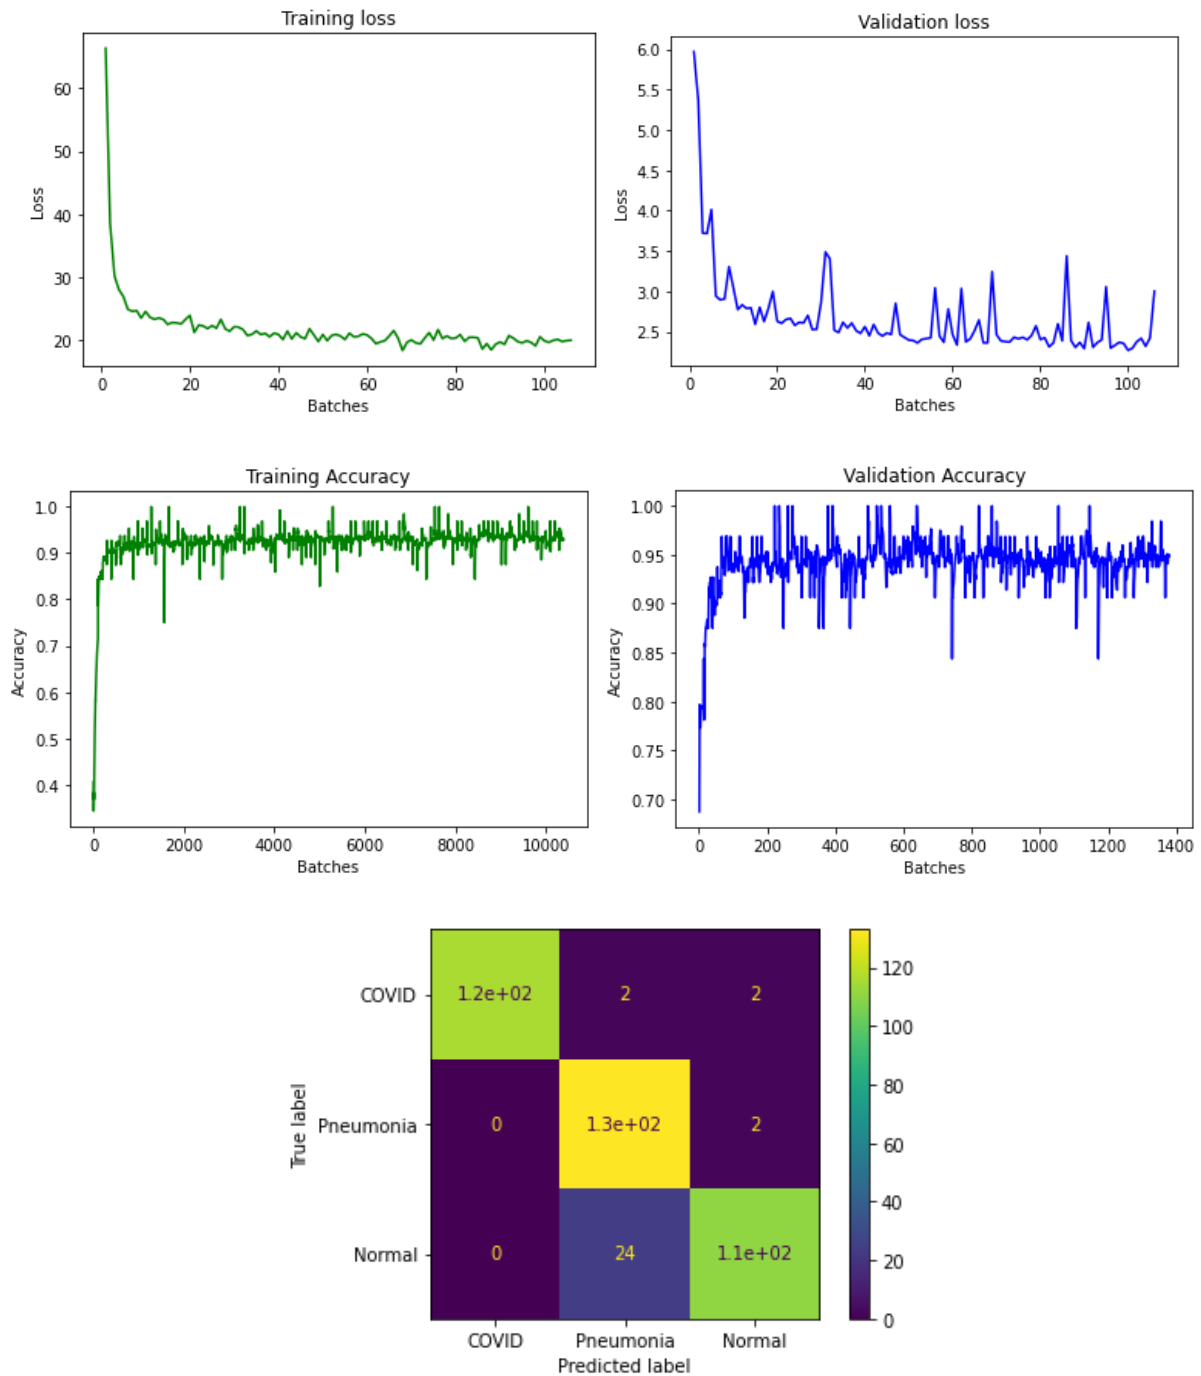 Training loss
60
50
40
30
20
Loss
0 20 40 60 80 100
Batches
Validation loss
6.0
5.5
5.0
4.5
4.0
3.5
3.0
2.5
Loss
0 20 40 60 80 100
Batches
Training Accuracy
1.0
0.9
0.8
0.7
0.6
0.5
0.4
Accuracy
0 2000 4000 6000 8000 10000
Batches
Validation Accuracy
1.00
0.95
0.90
0.85
0.80
0.75
0.70
Accuracy
0 200 400 600 800 1000 1200 1400
Batches
True label
COVID 1.2e+02 2 2
Pneumonia 0 1.3e+02 2
Normal 0 24 1.1e+02
COVID Pneumonia Normal
Predicted label
120
100
80
60
40
20
0